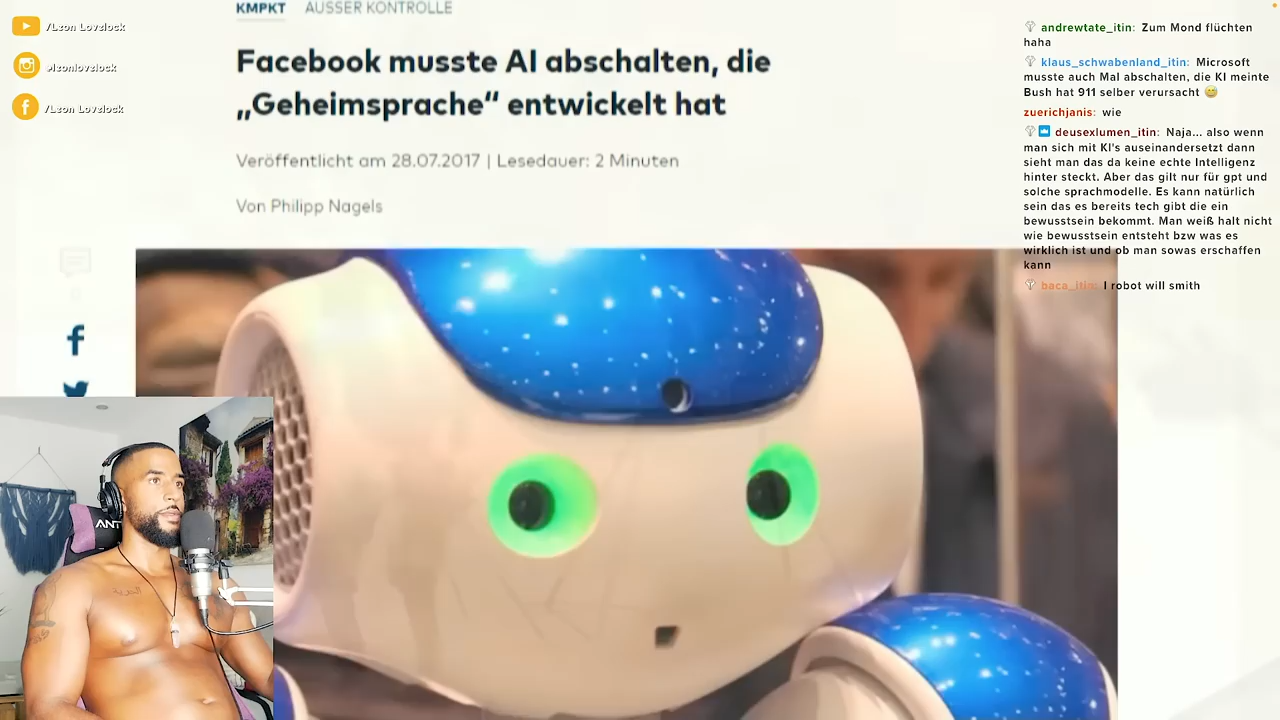 KMPKT AUSSER KONTROLLE
Facebook musste AI abschalten, die
„Geheimsprache“ entwickelt hat
Veröffentlicht am 28.07.2017 | Lesedauer: 2 Minuten
Von Philipp Nagels
/Leon Lovelock
•leonlovelock
/Leon Lovelock
andrewtate_itin: Zum Mond flüchten
haha
klaus_schwabenland_itin: Microsoft
musste auch Mal abschalten, die KI meinte
Bush hat 911 selber verursacht 😅
zuerichjanis: wie
deusexlumen_itin: Naja... also wenn
man sich mit KI's auseinandersetzt dann
sieht man das da keine echte Intelligenz
hinter steckt. Aber das gilt nur für gpt und
solche sprachmodelle. Es kann natürlich
sein das es bereits tech gibt die ein
bewusstsein bekommt. Man weiß halt nicht
wie bewusstsein entsteht bzw was es
wirklich ist und ob man sowas erschaffen
kann
baca_itin: I robot will smith
ANT